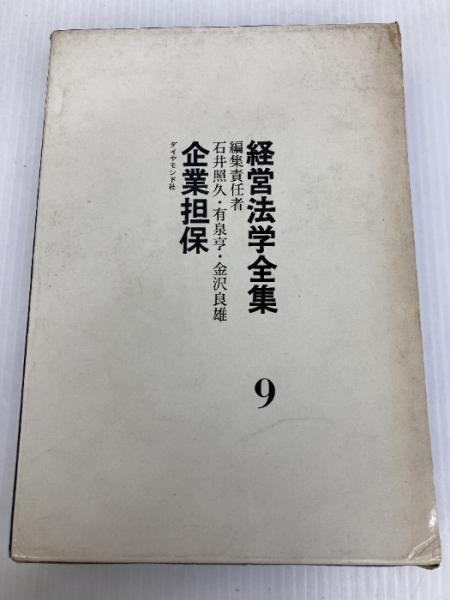 経営法学全集
9
編集責任者
石井照久・有泉亨・金沢良雄
企業担保
ダイヤモンド社